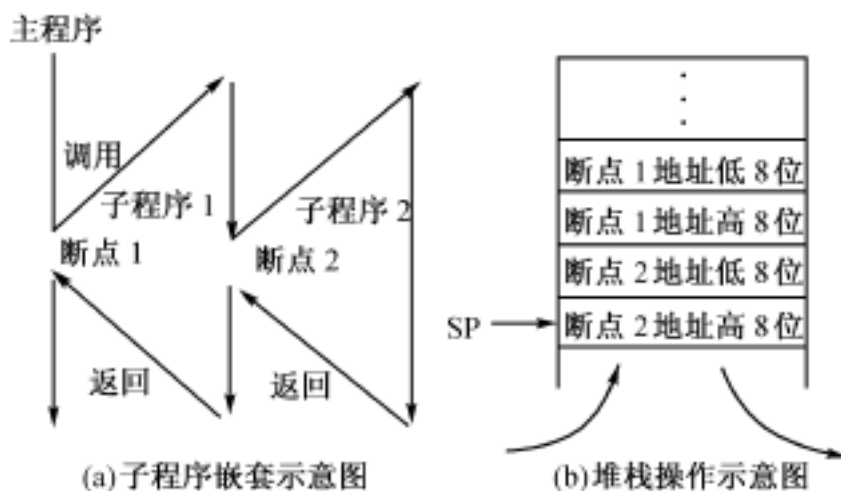 主程序
调用
子程序 1
子程序 2
断点 1
断点 2
返回
返回
(a)子程序嵌套示意图
断点 1 地址低 8 位
断点 1 地址高 8 位
断点 2 地址低 8 位
SP
断点 2 地址高 8 位
(b)堆栈操作示意图